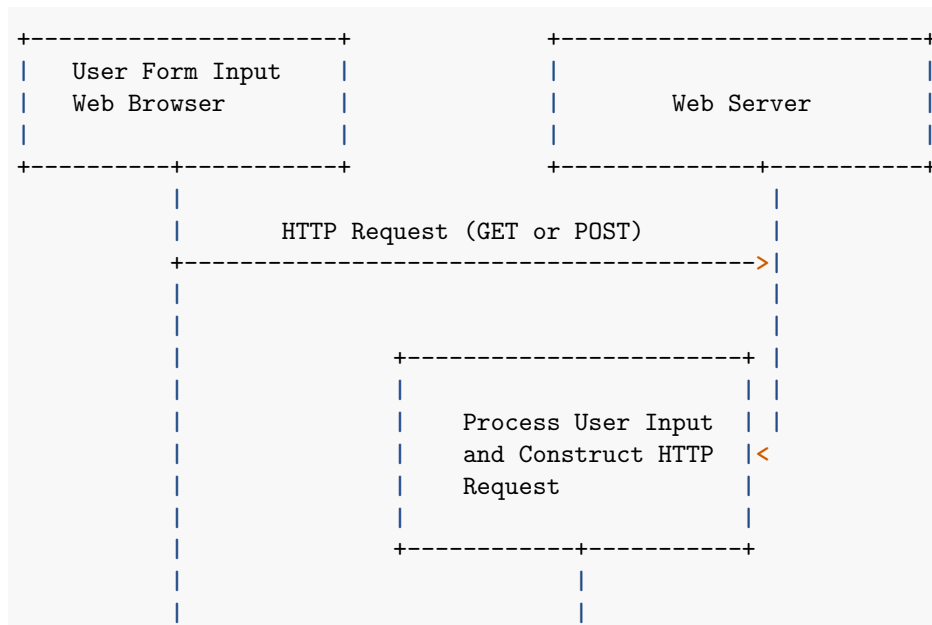 User Form Input
Web Browser
Web Server
HTTP Request (GET or POST)
Process User Input
and Construct HTTP
Request